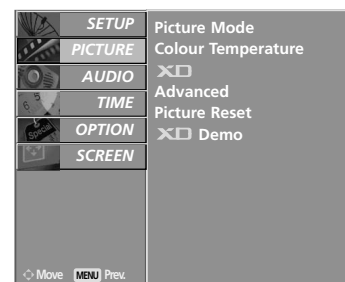 SETUP
PICTURE
AUDIO
TIME
OPTION
SCREEN
Move MENU Prev.
Picture Mode
Colour Temperature
XD
Advanced
Picture Reset
XD Demo